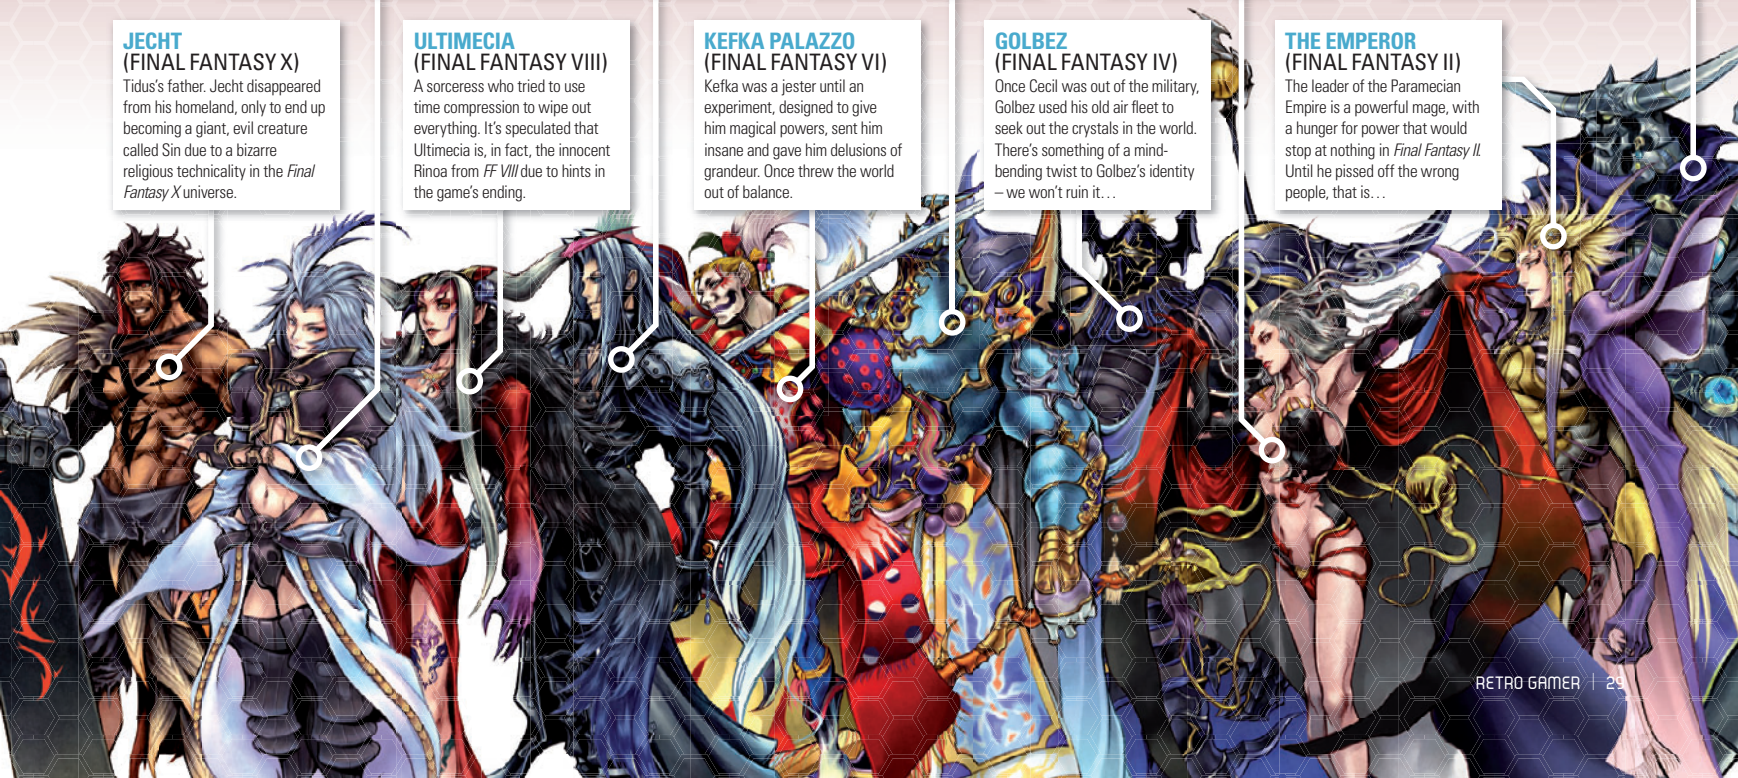 JECHT
(FINAL FANTASY X)
Tidus's father. Jecht disappeared
from his homeland, only to end up
becoming a giant, evil creature
called Sin due to a bizarre
religious technicality in the Final
Fantasy X universe.
ULTIMECIA
(FINAL FANTASY VIII)
A sorceress who tried to use
time compression to wipe out
everything. It's speculated that
Ultimecia is, in fact, the innocent
Rinoa from FF VIII due to hints in
the game's ending.
KEFKA PALAZZO
(FINAL FANTASY VI)
Kefka was a jester until an
experiment, designed to give
him magical powers, sent him
insane and gave him delusions of
grandeur. Once threw the world
out of balance.
GOLBEZ
(FINAL FANTASY IV)
Once Cecil was out of the military,
Golbez used his old air fleet to
seek out the crystals in the world.
There's something of a mind-
bending twist to Golbez's identity
– we won't ruin it…
THE EMPEROR
(FINAL FANTASY II)
The leader of the Paramecian
Empire is a powerful mage, with
a hunger for power that would
stop at nothing in Final Fantasy II.
Until he pissed off the wrong
people, that is…
RETRO GAMER | 29